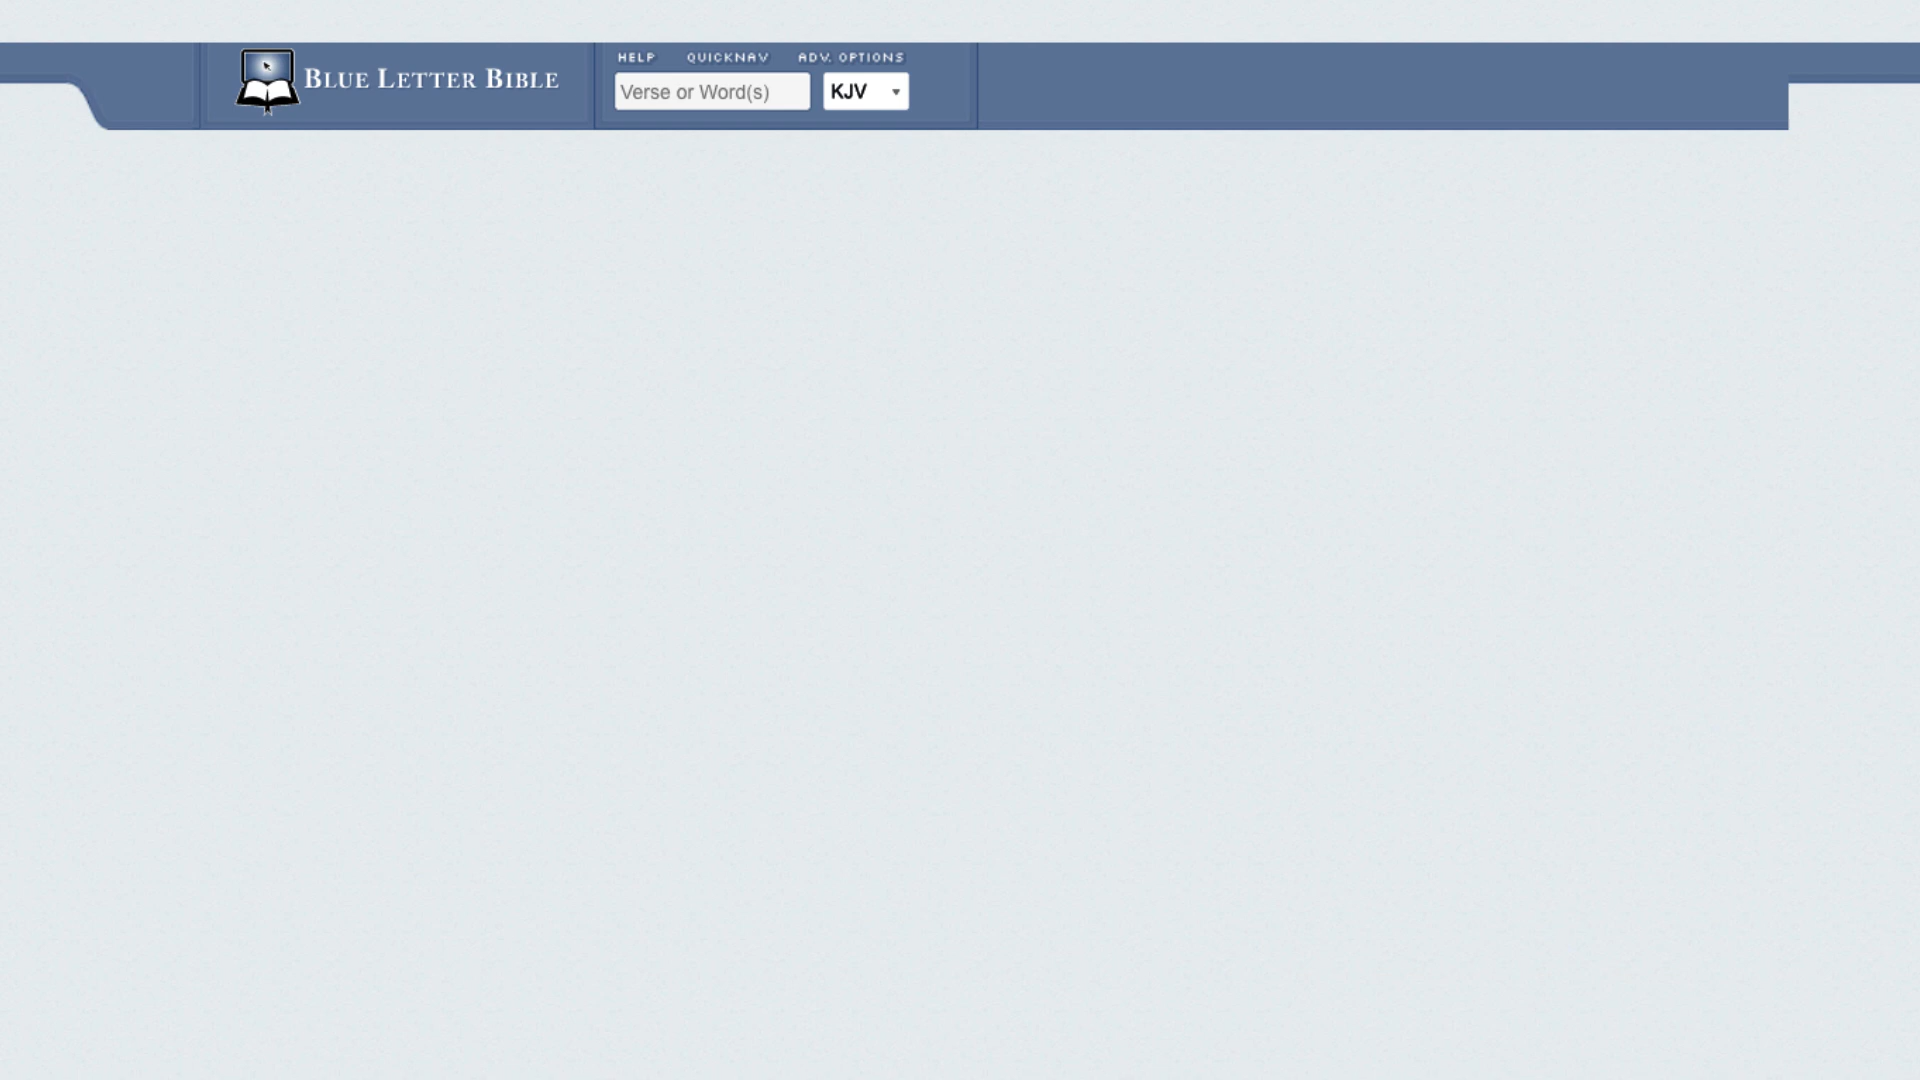 BLUE LETTER BIBLE
HELP QUICKNAV ADV. OPTIONS
Verse or Word(s) KJV